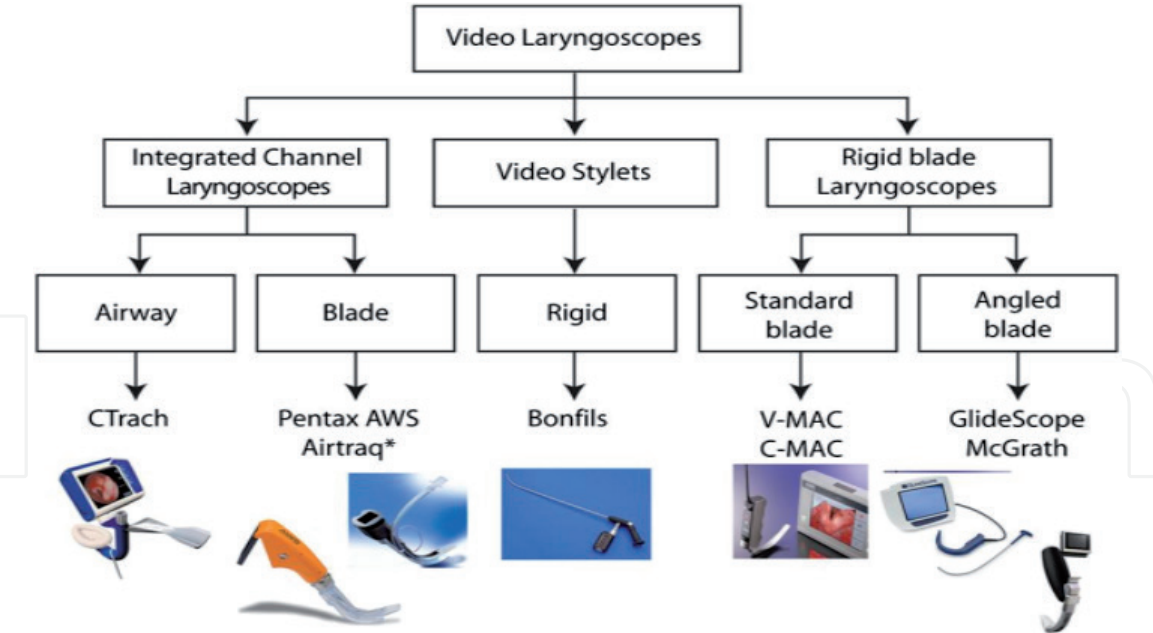 Video Laryngoscopes
Integrated Channel
Laryngoscopes
Video Stylets
Rigid blade
Laryngoscopes
Airway
Blade
Rigid
Standard
blade
Angled
blade
CTrach
Pentax AWS
Airtraq*
Bonfils
V-MAC
C-MAC
GlideScope
McGrath